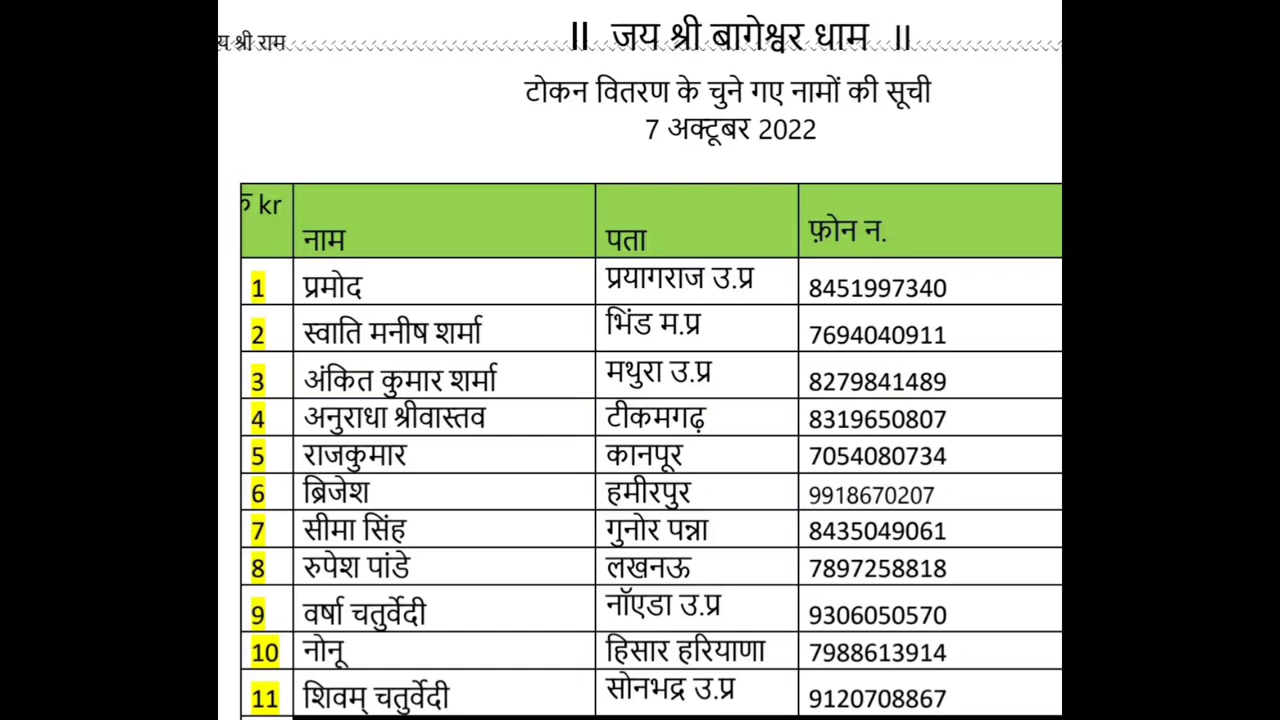 य श्री राम
॥ जय श्री बागेश्वर धाम ॥
टोकन वितरण के चुने गए नामों की सूची
7 अक्टूबर 2022
kr नाम पता फ़ोन न.
1 प्रमोद प्रयागराज उ.प्र 8451997340
2 स्वाति मनीष शर्मा भिंड म.प्र 7694040911
3 अंकित कुमार शर्मा मथुरा उ.प्र 8279841489
4 अनुराधा श्रीवास्तव टीकमगढ़ 8319650807
5 राजकुमार कानपूर 7054080734
6 ब्रिजेश हमीरपुर 9918670207
7 सीमा सिंह गुनोर पन्ना 8435049061
8 रुपेश पांडे लखनऊ 7897258818
9 वर्षा चतुर्वेदी नॉएडा उ.प्र 9306050570
10 नोनू हिसार हरियाणा 7988613914
11 शिवम् चतुर्वेदी सोनभद्र उ.प्र 9120708867